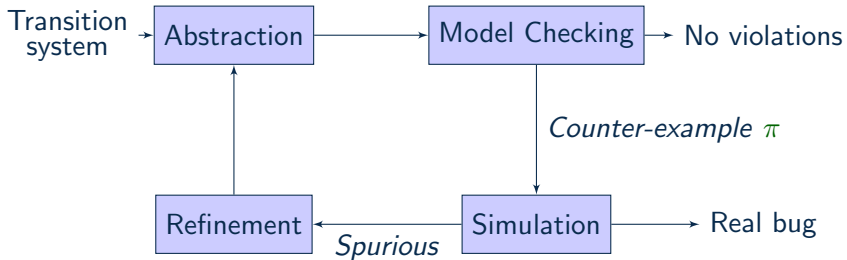 Transition
system
Abstraction
Model Checking
No violations
Counter-example π
Refinement
Spurious
Simulation
Real bug